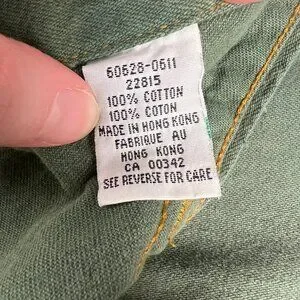 60628-0611
22815
100% COTTON
100% COTON
MADE IN HONG KONG
FABRIQUE AU
HONG KONG
CA 00342
SEE REVERSE FOR CARE